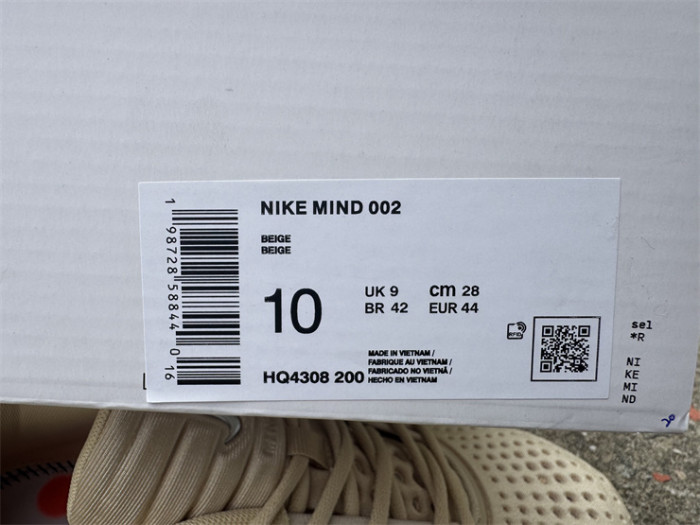 NIKE MIND 002
BEIGE
BEIGE
10
UK 9 cm 28
BR 42 EUR 44
HQ4308 200
MADE IN VIETNAM /
FABRIQUE AU VIETNAM /
FABRICADO NO VIETNÃ /
HECHO EN VIETNAM
1 98728 58844 0 16
RFID
sel
*R
NI
KE
MI
ND